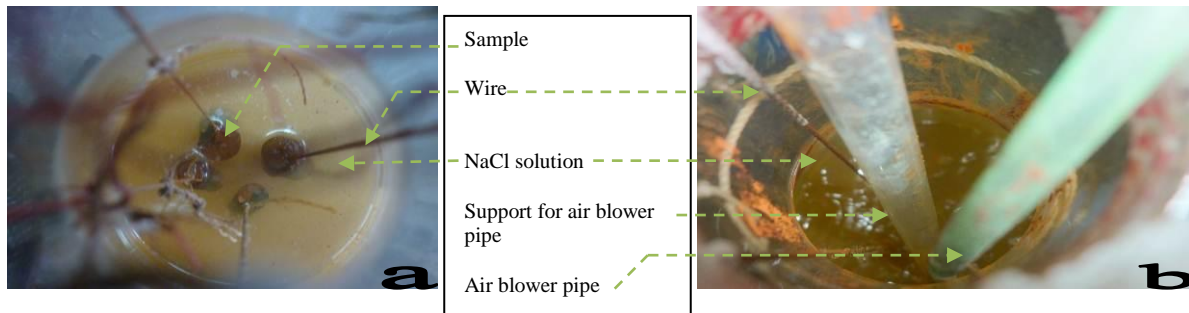 Sample
Wire
NaCl solution
Support for air blower
pipe
Air blower pipe
a
b